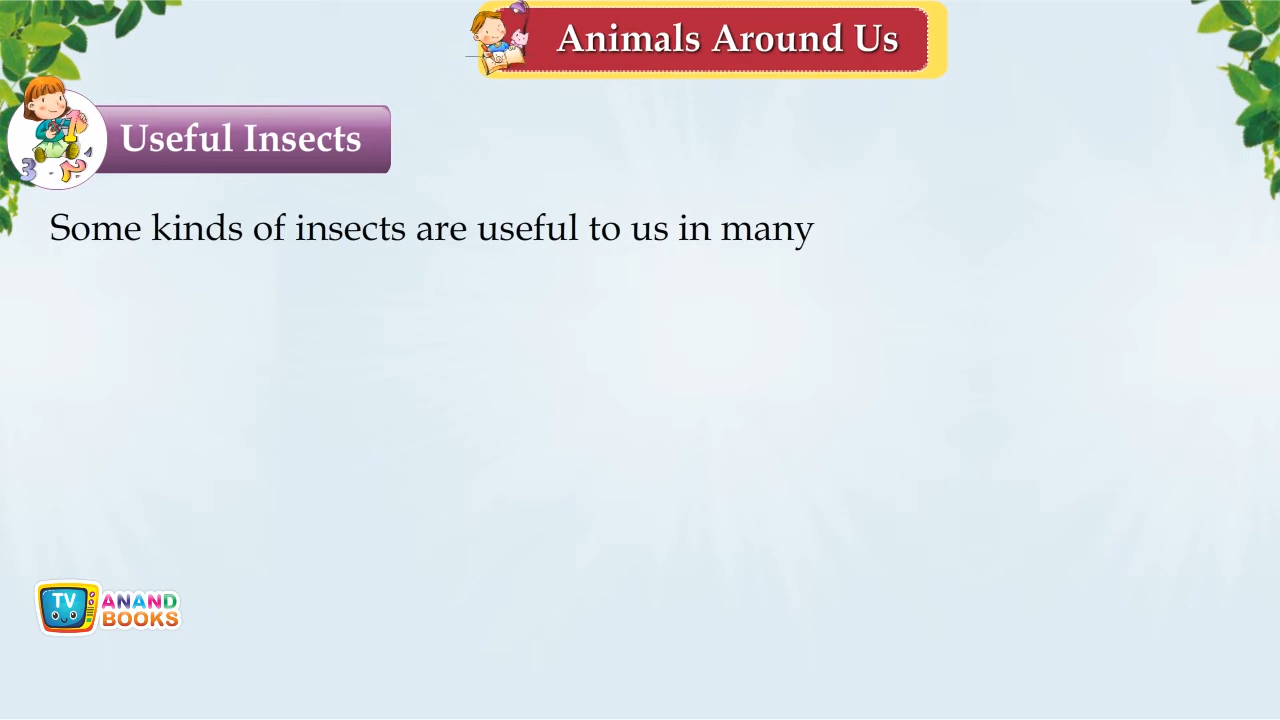 Animals Around Us
Useful Insects
Some kinds of insects are useful to us in many
TV
ANAND
BOOKS